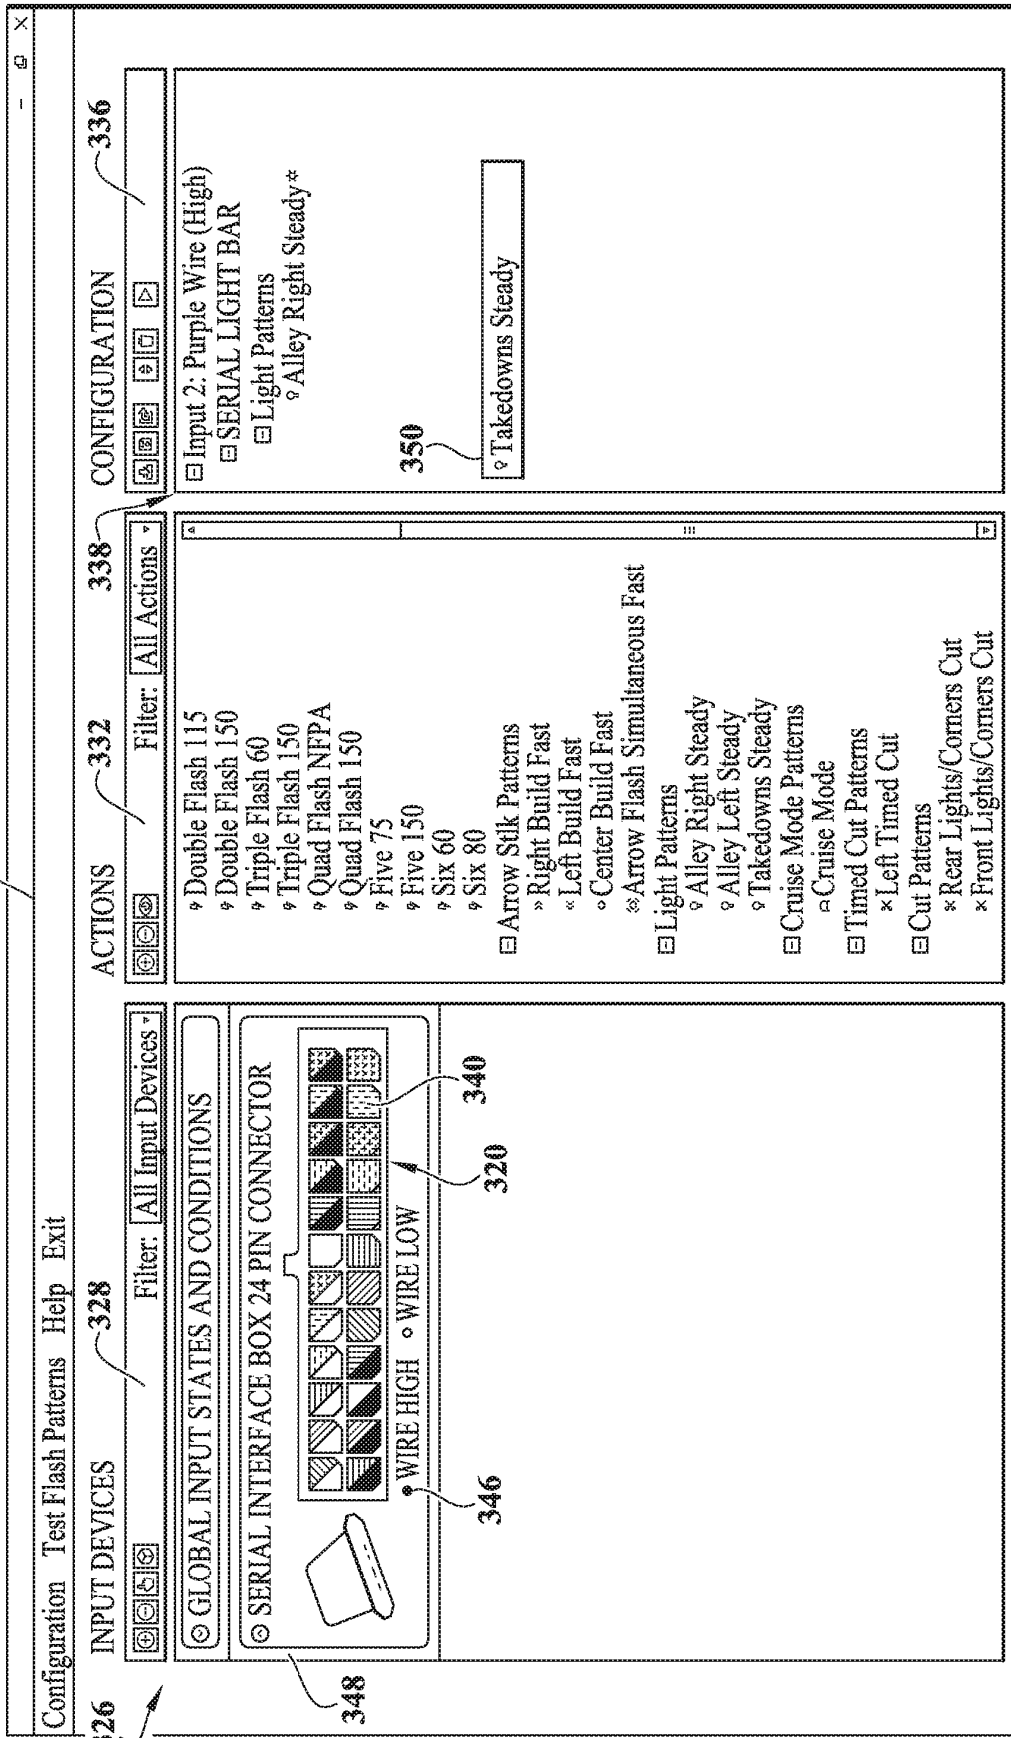 Configuration Test Flash Patterns Help Exit
326
INPUT DEVICES
328
Filter: All Input Devices
GLOBAL INPUT STATES AND CONDITIONS
SERIAL INTERFACE BOX 24 PIN CONNECTOR
WIRE HIGH WIRE LOW
348
346
320
340
ACTIONS
332
Filter: All Actions
Double Flash 115
Double Flash 150
Triple Flash 60
Triple Flash 150
Quad Flash NFPA
Quad Flash 150
Five 75
Five 150
Six 60
Six 80
Arrow Stlk Patterns
» Right Build Fast
« Left Build Fast
Center Build Fast
Arrow Flash Simultaneous Fast
Light Patterns
Alley Right Steady
Alley Left Steady
Takedowns Steady
Cruise Mode Patterns
Cruise Mode
Timed Cut Patterns
Left Timed Cut
Cut Patterns
Rear Lights/Corners Cut
Front Lights/Corners Cut
338
CONFIGURATION
336
Input 2: Purple Wire (High)
SERIAL LIGHT BAR
Light Patterns
Alley Right Steady*
350
Takedowns Steady